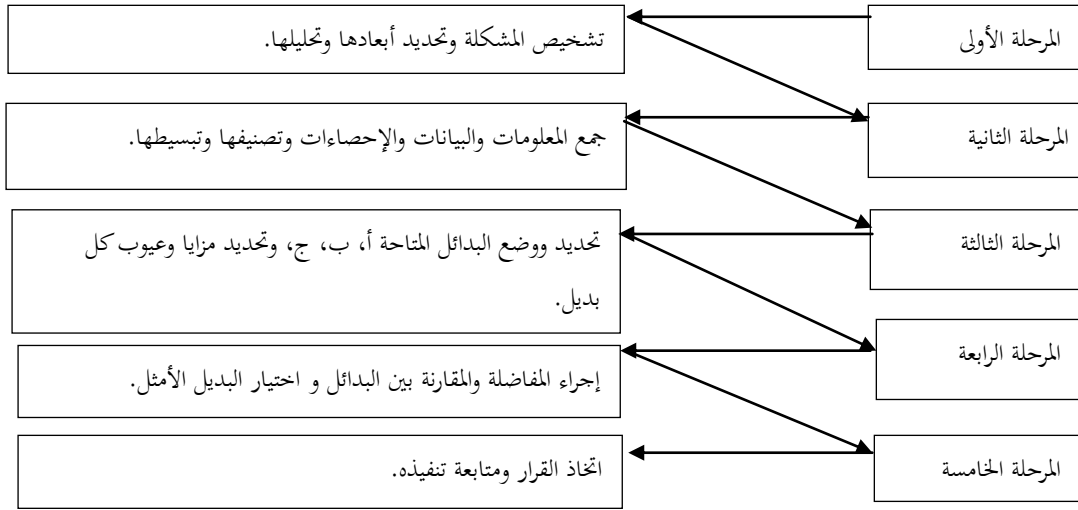 المرحلة الأولى
تشخيص المشكلة وتحديد أبعادها وتحليلها.
المرحلة الثانية
جمع المعلومات والبيانات والإحصاءات وتصنيفها وتبسيطها.
المرحلة الثالثة
تحديد ووضع البدائل المتاحة أ، ب، ج، وتحديد مزايا وعيوب كل
بديل.
المرحلة الرابعة
إجراء المفاضلة والمقارنة بين البدائل و اختيار البديل الأمثل.
المرحلة الخامسة
اتخاذ القرار ومتابعة تنفيذه.